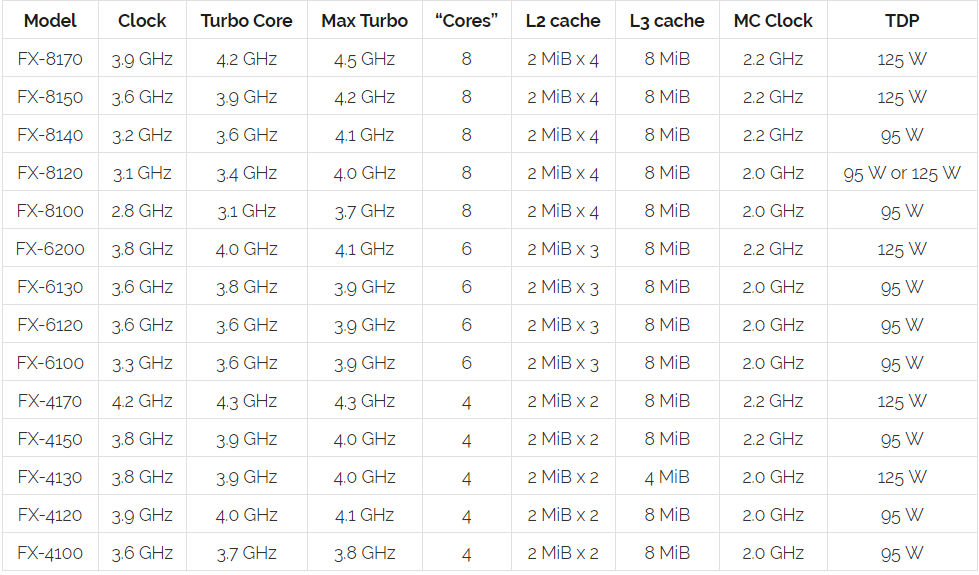 Model Clock Turbo Core Max Turbo “Cores” L2 cache L3 cache MC Clock TDP
FX-8170 3.9 GHz 4.2 GHz 4.5 GHz 8 2 MiB x 4 8 MiB 2.2 GHz 125 W
FX-8150 3.6 GHz 3.9 GHz 4.2 GHz 8 2 MiB x 4 8 MiB 2.2 GHz 125 W
FX-8140 3.2 GHz 3.6 GHz 4.1 GHz 8 2 MiB x 4 8 MiB 2.2 GHz 95 W
FX-8120 3.1 GHz 3.4 GHz 4.0 GHz 8 2 MiB x 4 8 MiB 2.0 GHz 95 W or 125 W
FX-8100 2.8 GHz 3.1 GHz 3.7 GHz 8 2 MiB x 4 8 MiB 2.0 GHz 95 W
FX-6200 3.8 GHz 4.0 GHz 4.1 GHz 6 2 MiB x 3 8 MiB 2.2 GHz 125 W
FX-6130 3.6 GHz 3.8 GHz 3.9 GHz 6 2 MiB x 3 8 MiB 2.0 GHz 95 W
FX-6120 3.6 GHz 3.6 GHz 3.9 GHz 6 2 MiB x 3 8 MiB 2.0 GHz 95 W
FX-6100 3.3 GHz 3.6 GHz 3.9 GHz 6 2 MiB x 3 8 MiB 2.0 GHz 95 W
FX-4170 4.2 GHz 4.3 GHz 4.3 GHz 4 2 MiB x 2 8 MiB 2.2 GHz 125 W
FX-4150 3.8 GHz 3.9 GHz 4.0 GHz 4 2 MiB x 2 8 MiB 2.2 GHz 95 W
FX-4130 3.8 GHz 3.9 GHz 4.0 GHz 4 2 MiB x 2 4 MiB 2.0 GHz 125 W
FX-4120 3.9 GHz 4.0 GHz 4.1 GHz 4 2 MiB x 2 8 MiB 2.0 GHz 95 W
FX-4100 3.6 GHz 3.7 GHz 3.8 GHz 4 2 MiB x 2 8 MiB 2.0 GHz 95 W